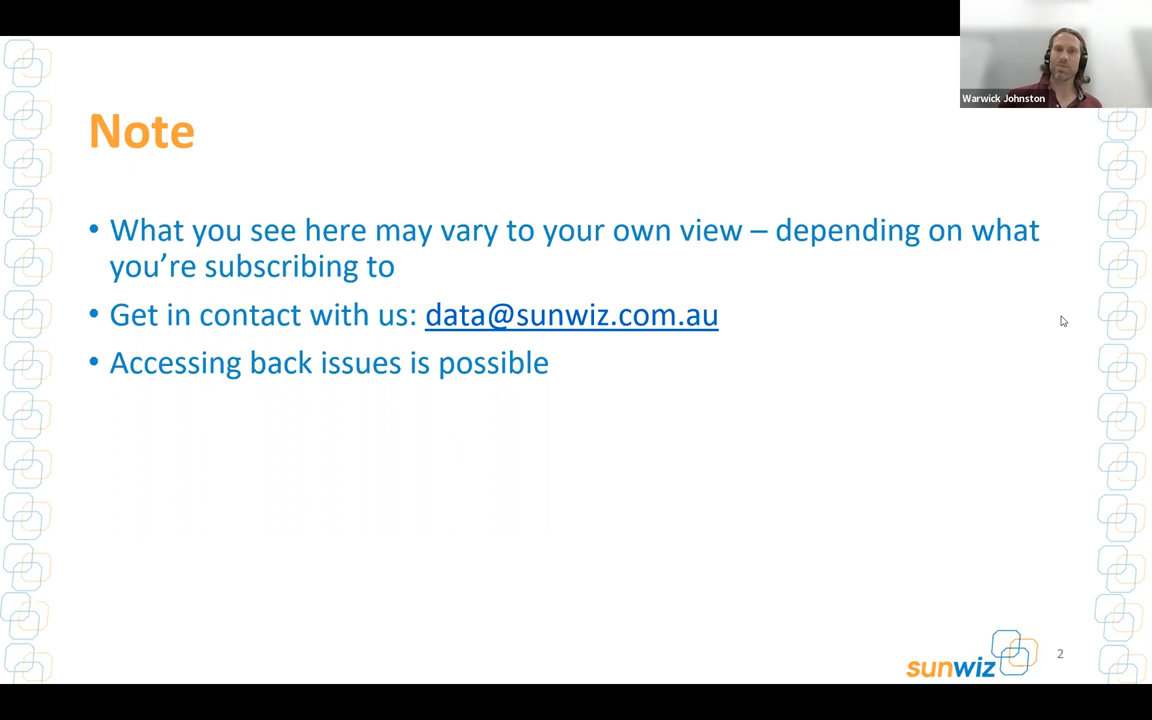 Warwick Johnston
Note
• What you see here may vary to your own view – depending on what
you’re subscribing to
• Get in contact with us: data@sunwiz.com.au
• Accessing back issues is possible
sunwiz
2